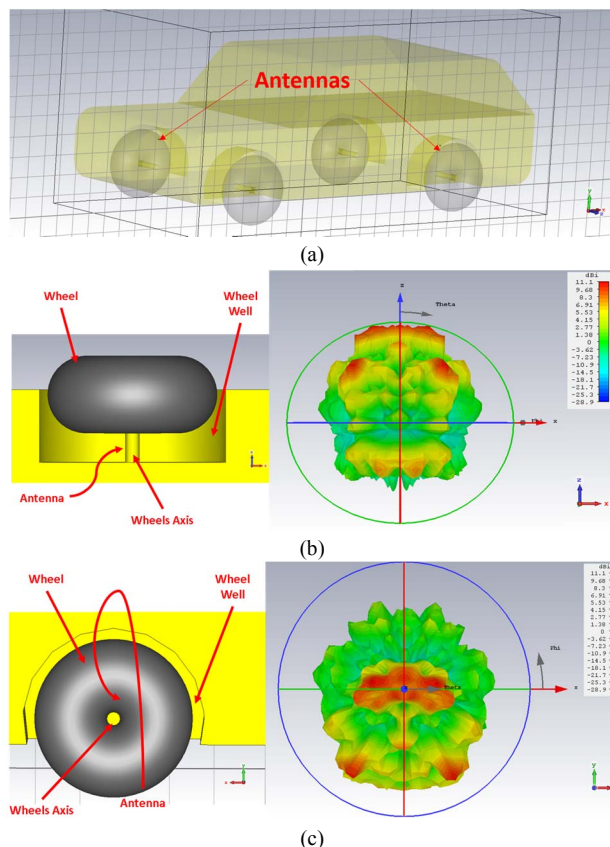 Antennas
(a)
Wheel
Wheel
Well
Antenna
Wheels Axis
z
Theta
Phi
x
dBi
11.1
9.68
8.3
6.91
5.53
4.15
2.77
1.38
0
-3.62
-7.23
-10.9
-14.5
-18.1
-21.7
-25.3
-28.9
z
x
(b)
Wheel
Wheel
Well
Wheels Axis
Antenna
y
x
Phi
Theta
x
dBi
11.1
9.68
8.3
6.91
5.53
4.15
2.77
1.38
0
-3.62
-7.23
-10.9
-14.5
-18.1
-21.7
-25.3
-28.9
y
(c)